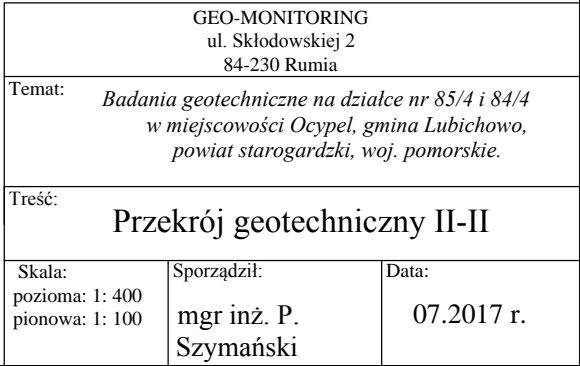 GEO-MONITORING
ul. Skłodowskiej 2
84-230 Rumia
Temat:
Badania geotechniczne na działce nr 85/4 i 84/4
w miejscowości Ocypel, gmina Lubichowo,
powiat starogardzki, woj. pomorskie.
Treść:
Przekrój geotechniczny II-II
Skala:
pozioma: 1: 400
pionowa: 1: 100
Sporządził:
mgr inż. P.
Szymański
Data:
07.2017 r.